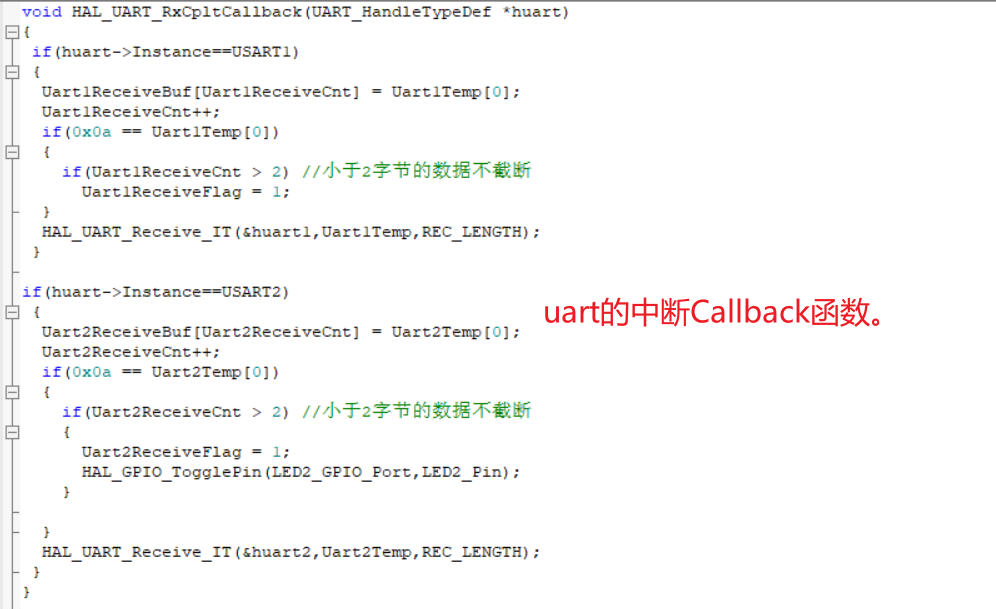 void HAL_UART_RxCpltCallback(UART_HandleTypeDef *huart)
{
if(huart->Instance==USART1)
{
Uart1ReceiveBuf[Uart1ReceiveCnt] = Uart1Temp[0];
Uart1ReceiveCnt++;
if(0x0a == Uart1Temp[0])
{
if(Uart1ReceiveCnt > 2) //小于2字节的数据不截断
Uart1ReceiveFlag = 1;
}
HAL_UART_Receive_IT(&huart1,Uart1Temp,REC_LENGTH);
}
if(huart->Instance==USART2)
{
uart的中断Callback函数。
Uart2ReceiveBuf[Uart2ReceiveCnt] = Uart2Temp[0];
Uart2ReceiveCnt++;
if(0x0a == Uart2Temp[0])
{
if(Uart2ReceiveCnt > 2) //小于2字节的数据不截断
{
Uart2ReceiveFlag = 1;
HAL_GPIO_TogglePin(LED2_GPIO_Port,LED2_Pin);
}
}
HAL_UART_Receive_IT(&huart2,Uart2Temp,REC_LENGTH);
}
}